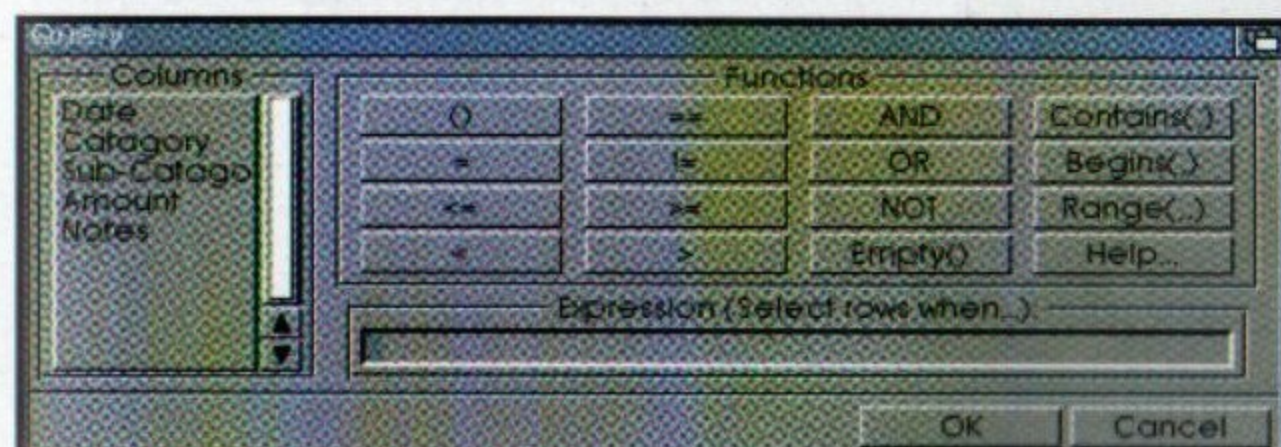 Query
Columns
Date
Catagory
Sub-Catago
Amount
Notes
Functions
() == AND Contains(,)
= != OR Begins(,)
<= >= NOT Range(,,)
< > Empty() Help...
Expression (Select rows when...)
OK Cancel